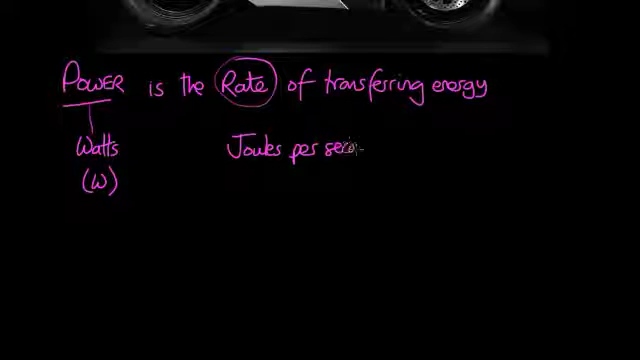 POWER is the Rate of transferring energy
Watts Joules per
(W)